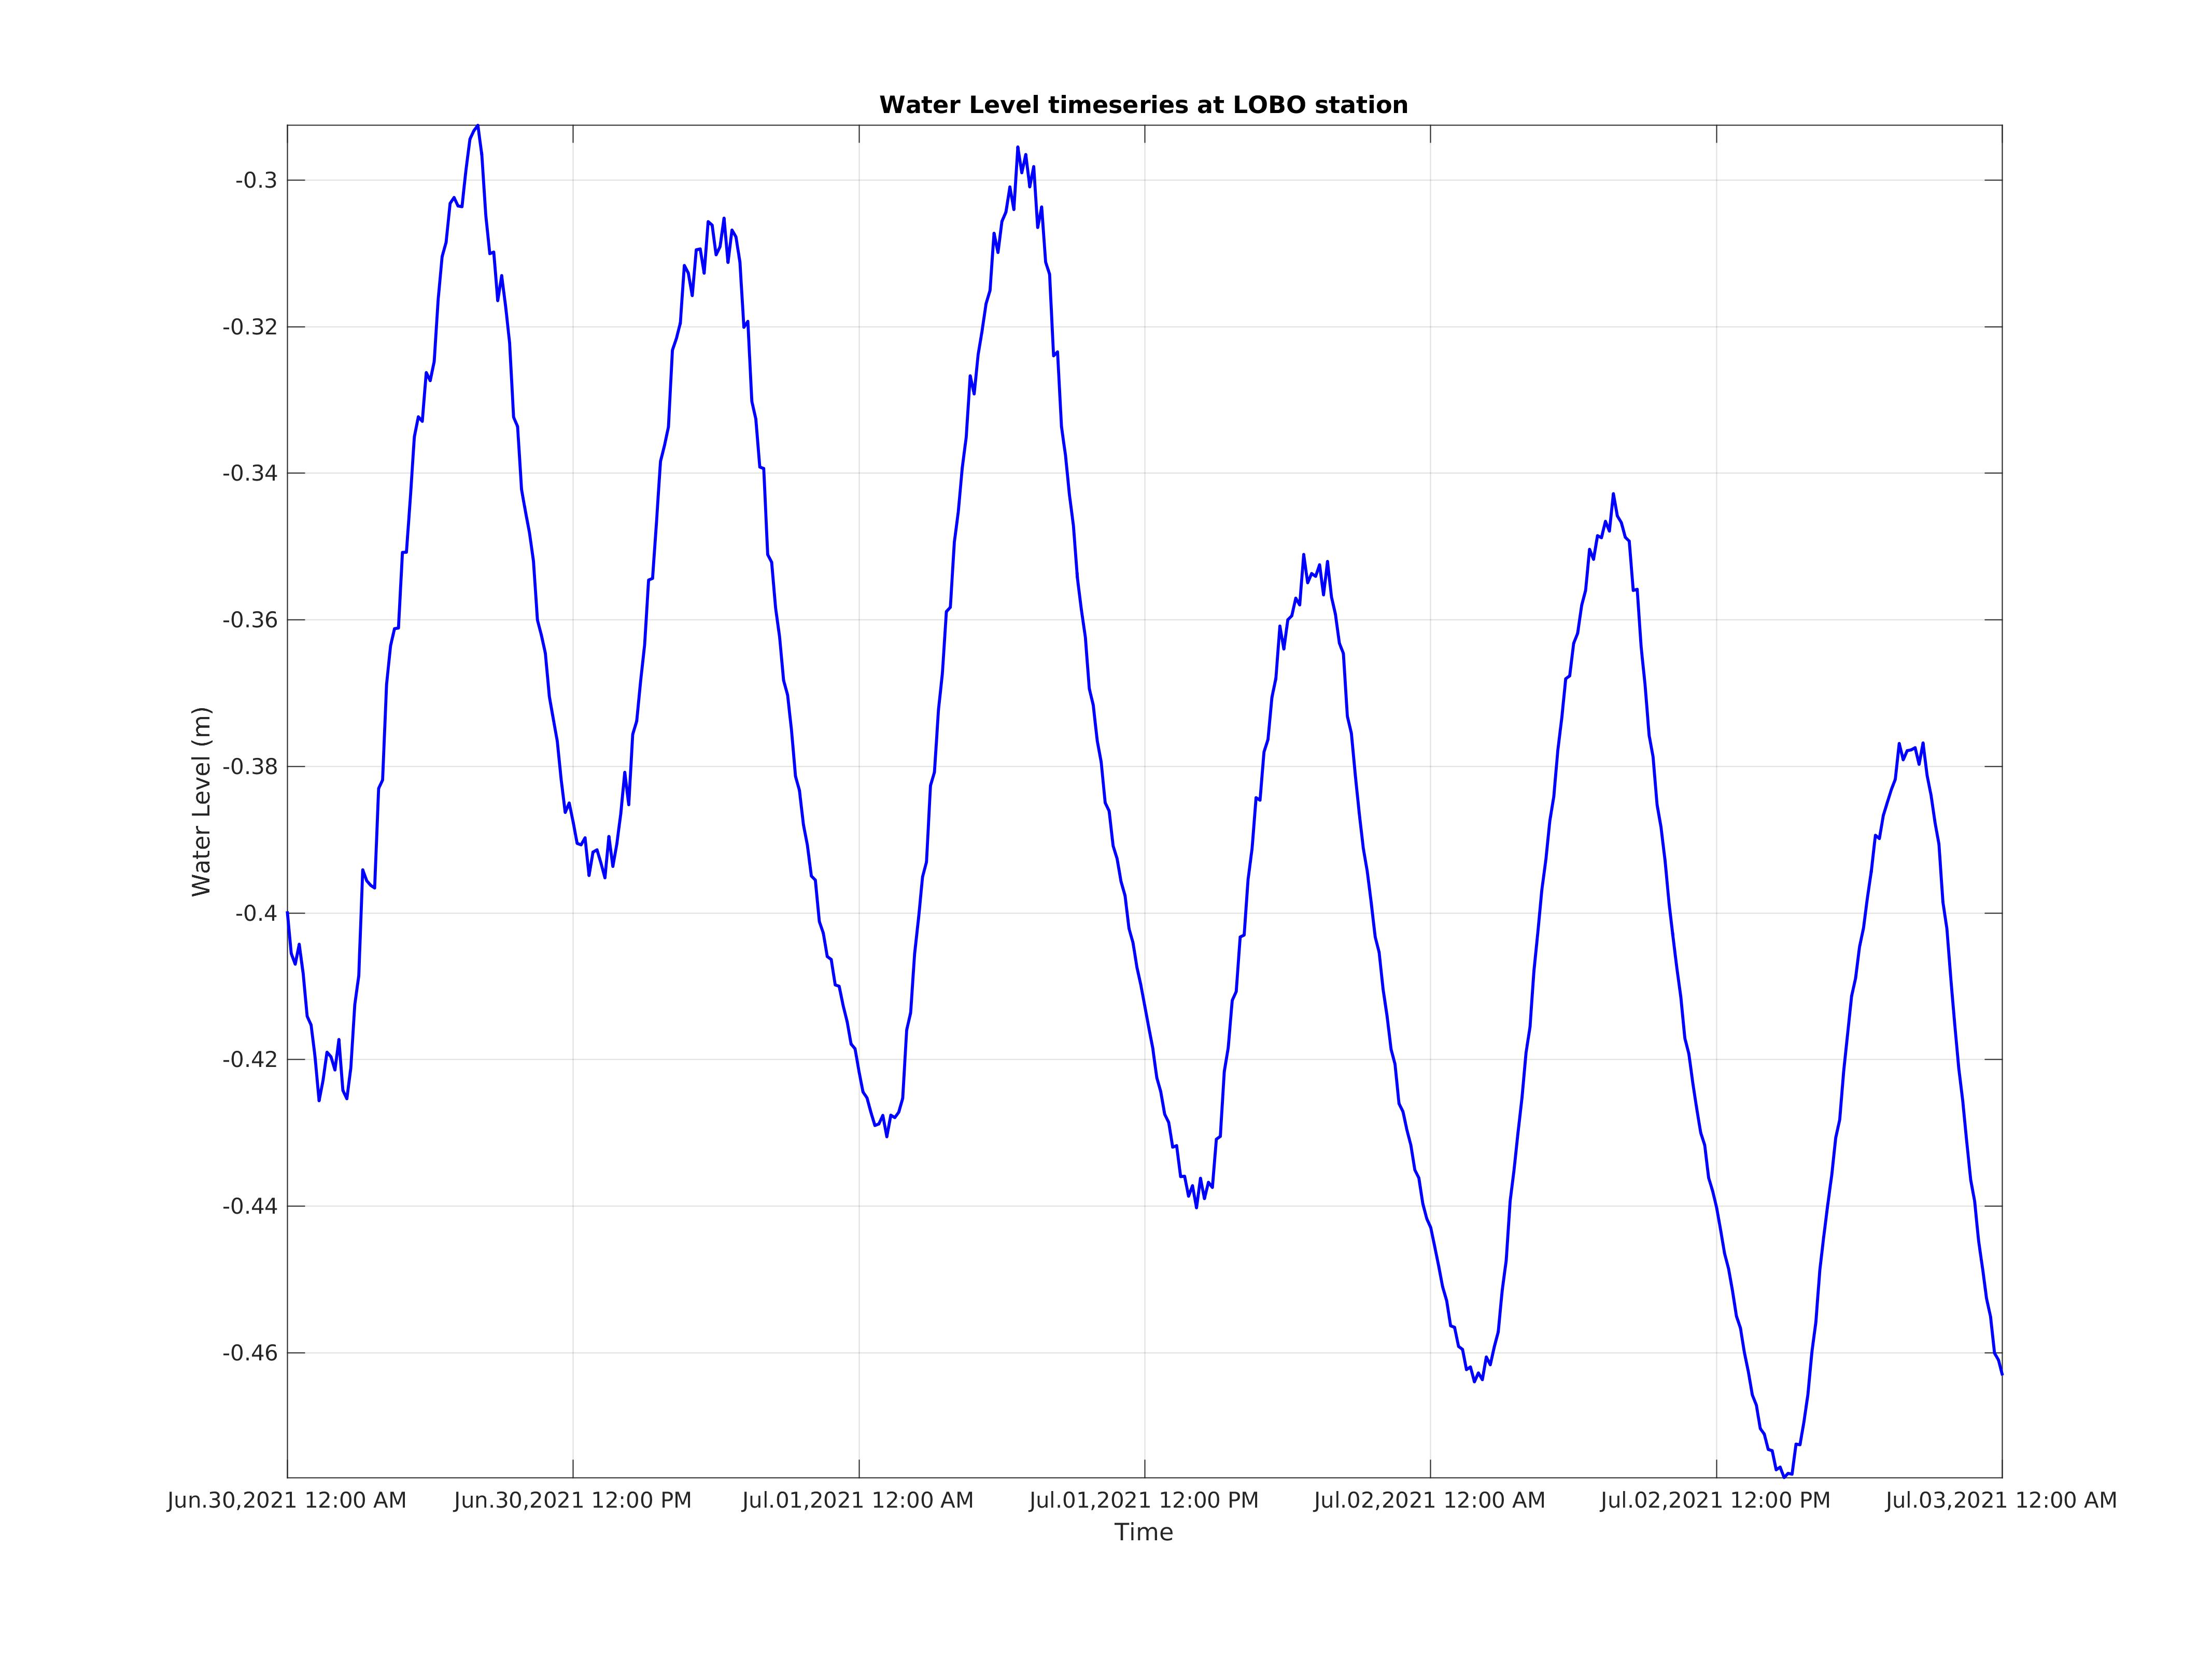 Water Level timeseries at LOBO station
-0.3
-0.32
-0.34
-0.36
-0.38
-0.4
-0.42
-0.44
-0.46
Water Level (m)
Jun.30,2021 12:00 AM Jun.30,2021 12:00 PM Jul.01,2021 12:00 AM Jul.01,2021 12:00 PM Jul.02,2021 12:00 AM Jul.02,2021 12:00 PM Jul.03,2021 12:00 AM
Time